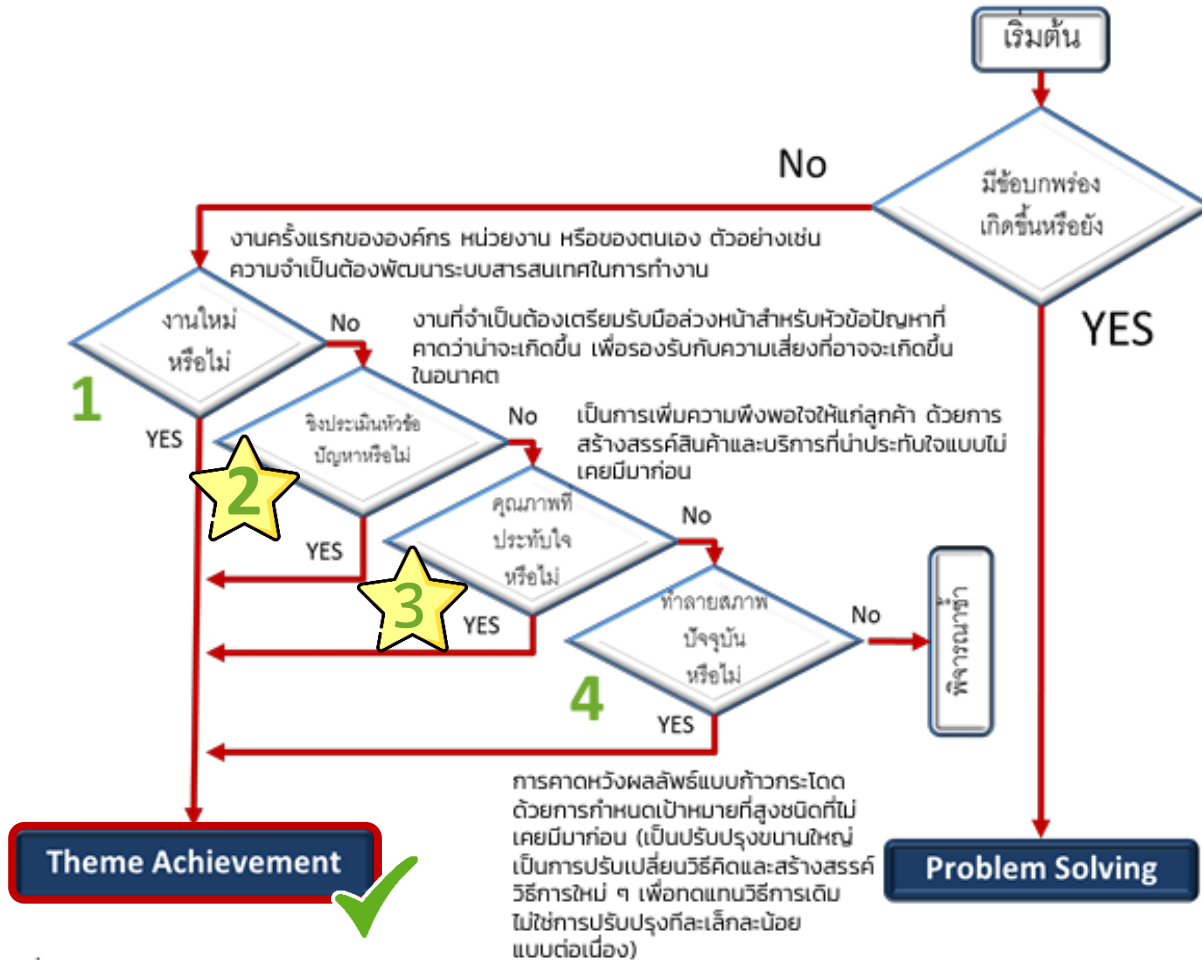 เริ่มต้น
No
มีข้อบกพร่อง
เกิดขึ้นหรือยัง
YES
งานครั้งแรกขององค์กร หน่วยงาน หรือของตนเอง ตัวอย่างเช่น
ความจำเป็นต้องพัฒนาระบบสารสนเทศในการทำงาน
งานใหม่
หรือไม่
No
1
YES
งานที่จำเป็นต้องเตรียมรับมือล่วงหน้าสำหรับหัวข้อปัญหาที่
คาดว่าน่าจะเกิดขึ้น เพื่อรองรับกับความเสี่ยงที่อาจจะเกิดขึ้น
ในอนาคต
ชิงประเมินหัวข้อ
ปัญหาหรือไม่
No
2
YES
เป็นการเพิ่มความพึงพอใจให้แก่ลูกค้า ด้วยการ
สร้างสรรค์สินค้าและบริการที่น่าประทับใจแบบไม่
เคยมีมาก่อน
คุณภาพที่
ประทับใจ
หรือไม่
No
3
YES
ทำลายสภาพ
ปัจจุบัน
หรือไม่
No
4
YES
พิจารณาซ้ำ
การคาดหวังผลลัพธ์แบบก้าวกระโดด
ด้วยการกำหนดเป้าหมายที่สูงชนิดที่ไม่
เคยมีมาก่อน (เป็นปรับปรุงขนานใหญ่
เป็นการปรับเปลี่ยนวิธีคิดและสร้างสรรค์
วิธีการใหม่ ๆ เพื่อทดแทนวิธีการเดิม
ไม่ใช่การปรับปรุงทีละเล็กละน้อย
แบบต่อเนื่อง)
Theme Achievement
Problem Solving